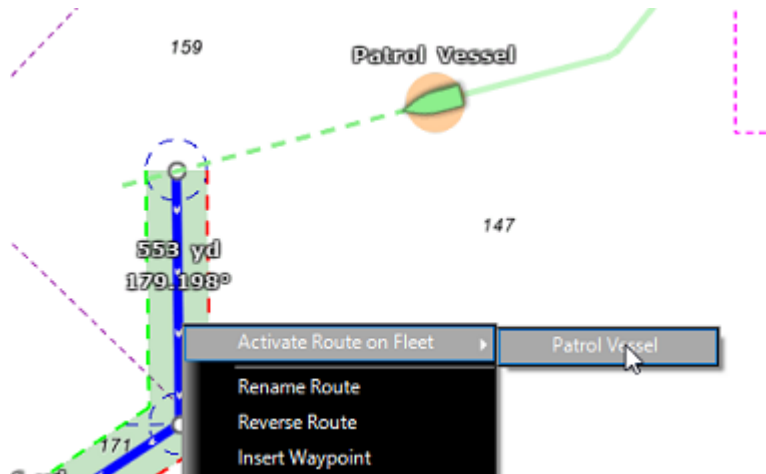 159
Patrol Vessel
147
553 yd
179.198°
Activate Route on Fleet
Patrol Vessel
Rename Route
Reverse Route
171
Insert Waypoint